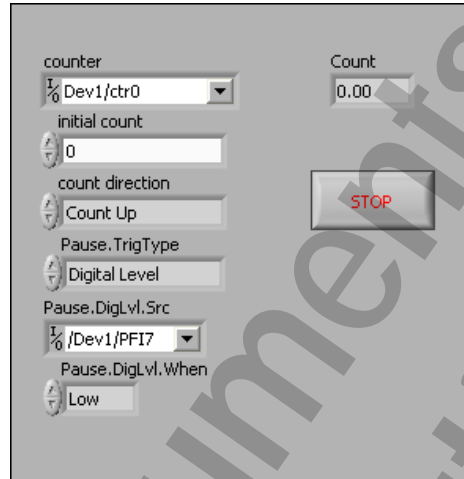 counter
Dev1/ctr0
initial count
0
count direction
Count Up
Pause.TrigType
Digital Level
Pause.DigLvl.Src
/Dev1/PFI7
Pause.DigLvl.When
Low
Count
0.00
STOP